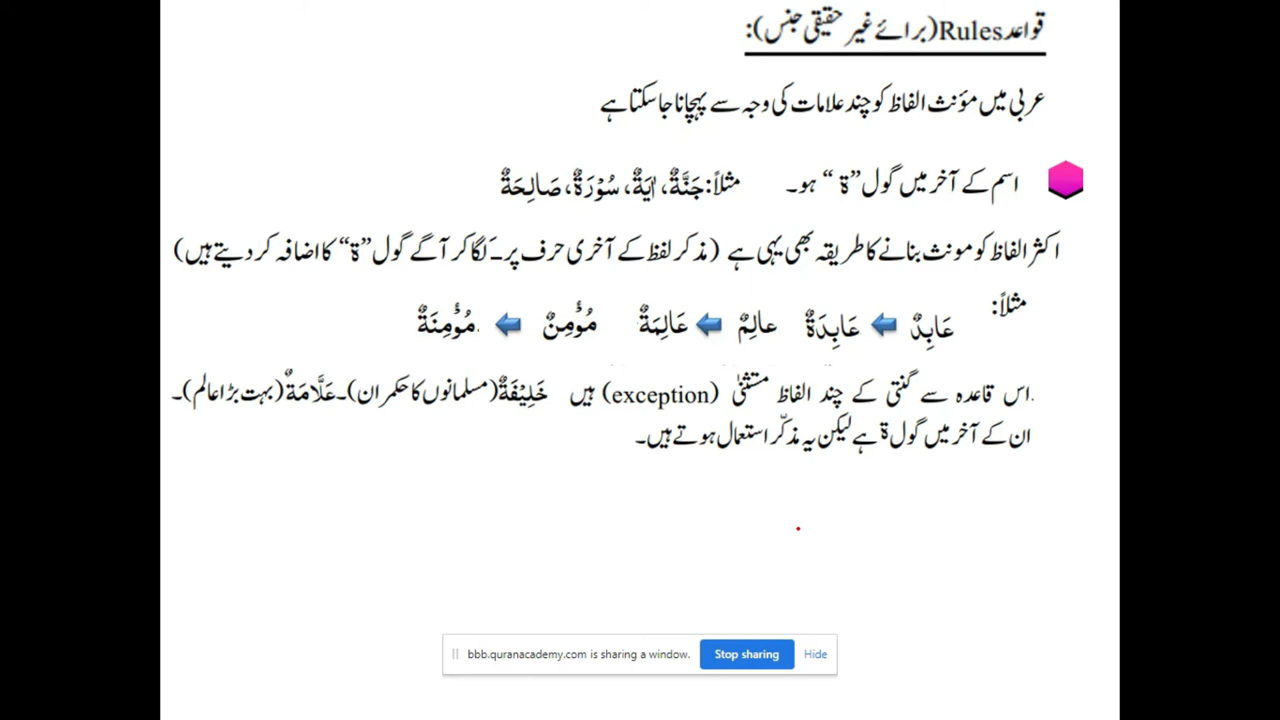 قواعد Rules(برائے غیر حقیقی جنس):
عربی میں مؤنث الفاظ کو چند علامات کی وجہ سے پہچانا جا سکتا ہے
اسم کے آخر میں گول ”ة“ ہو۔ مثلاً: جَنَّةٌ، اٰيَةٌ، سُوْرَةٌ، صَالِحَةٌ
اکثر الفاظ کو مونث بنانے کا طریقہ بھی یہی ہے (مذکر لفظ کے آخری حرف پر ـَ لگا کر آگے گول ”ة“ کا اضافہ کر دیتے ہیں)
مثلاً:
عَابِدٌ ⬅ عَابِدَةٌ عالِمٌ ⬅ عَالِمَةٌ مُؤْمِنٌ ⬅ مُؤْمِنَةٌ.
.اس قاعدہ سے گنتی کے چند الفاظ مستثنیٰ (exception) ہیں خَلِيْفَةٌ (مسلمانوں کا حکمران)۔ عَلَّامَةٌ (بہت بڑا عالم)۔
ان کے آخر میں گول ة ہے لیکن یہ مذکّر استعمال ہوتے ہیں۔
bbb.quranacademy.com is sharing a window. Stop sharing Hide